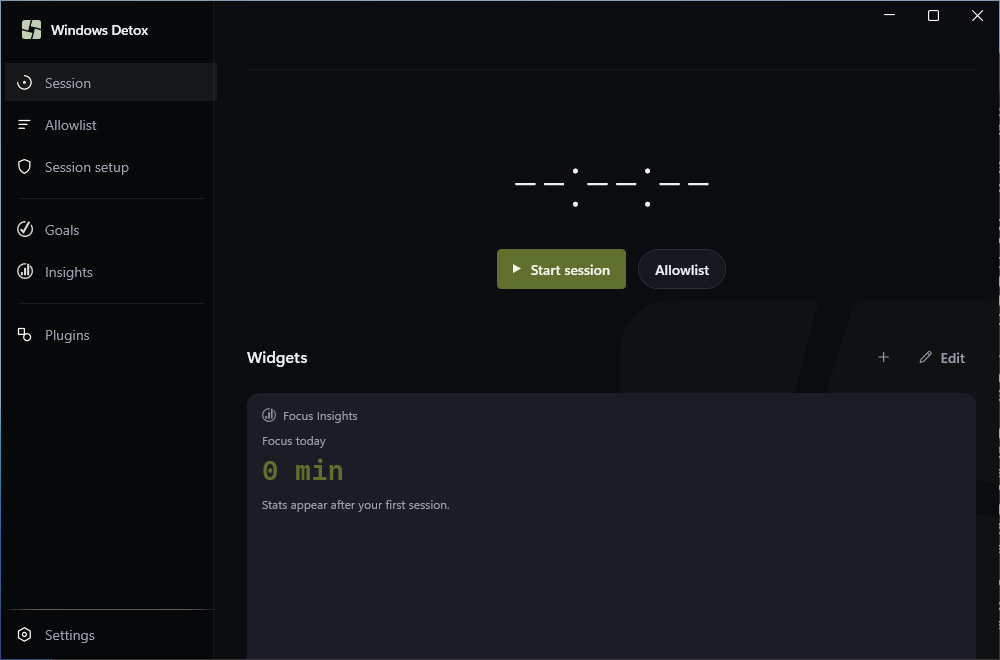 Windows Detox
Session
Allowlist
Session setup
Goals
Insights
Plugins
Settings
— — : — — : — —
Start session
Allowlist
Widgets
Edit
Focus Insights
Focus today
0 min
Stats appear after your first session.